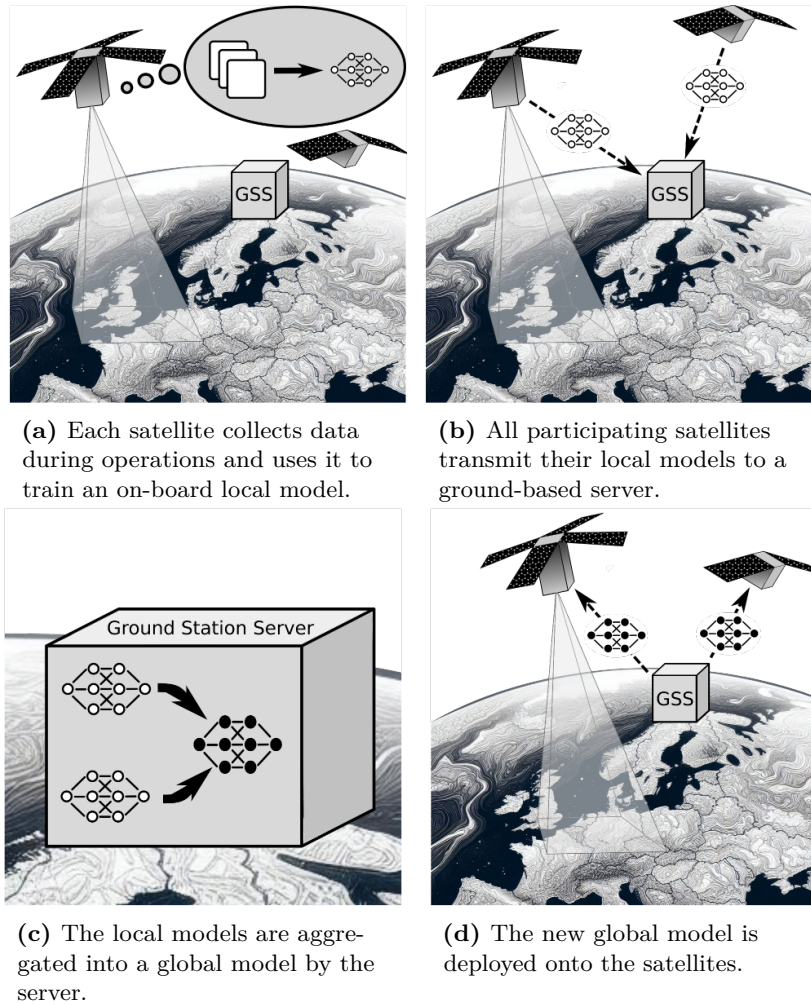 GSS
(a) Each satellite collects data
during operations and uses it to
train an on-board local model.
GSS
(b) All participating satellites
transmit their local models to a
ground-based server.
Ground Station Server
(c) The local models are aggre-
gated into a global model by the
server.
GSS
(d) The new global model is
deployed onto the satellites.